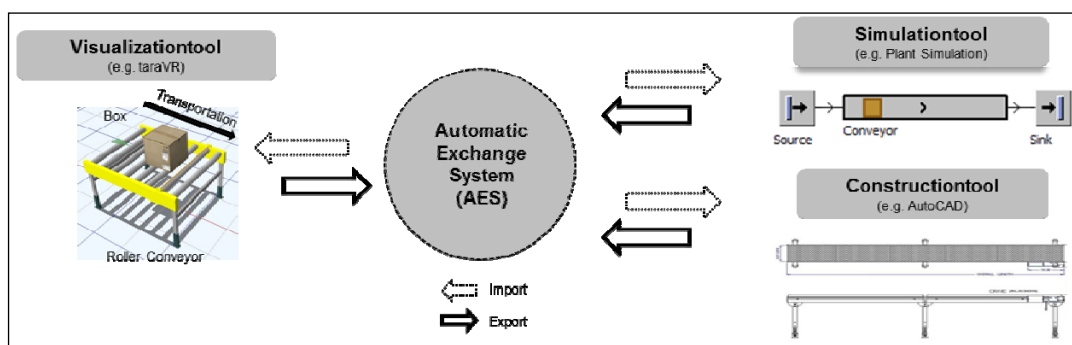 Visualizationtool
(e.g. taraVR)
Transportation
Box
Roller Conveyor
Automatic
Exchange
System
(AES)
Import
Export
Simulationtool
(e.g. Plant Simulation)
Source
Conveyor
Sink
Constructiontool
(e.g. AutoCAD)